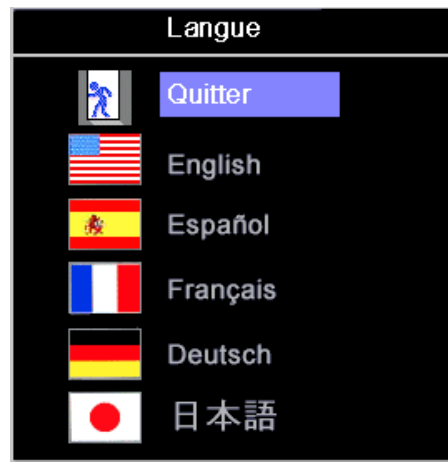 Langue
Quitter
English
Español
Français
Deutsch
日本語